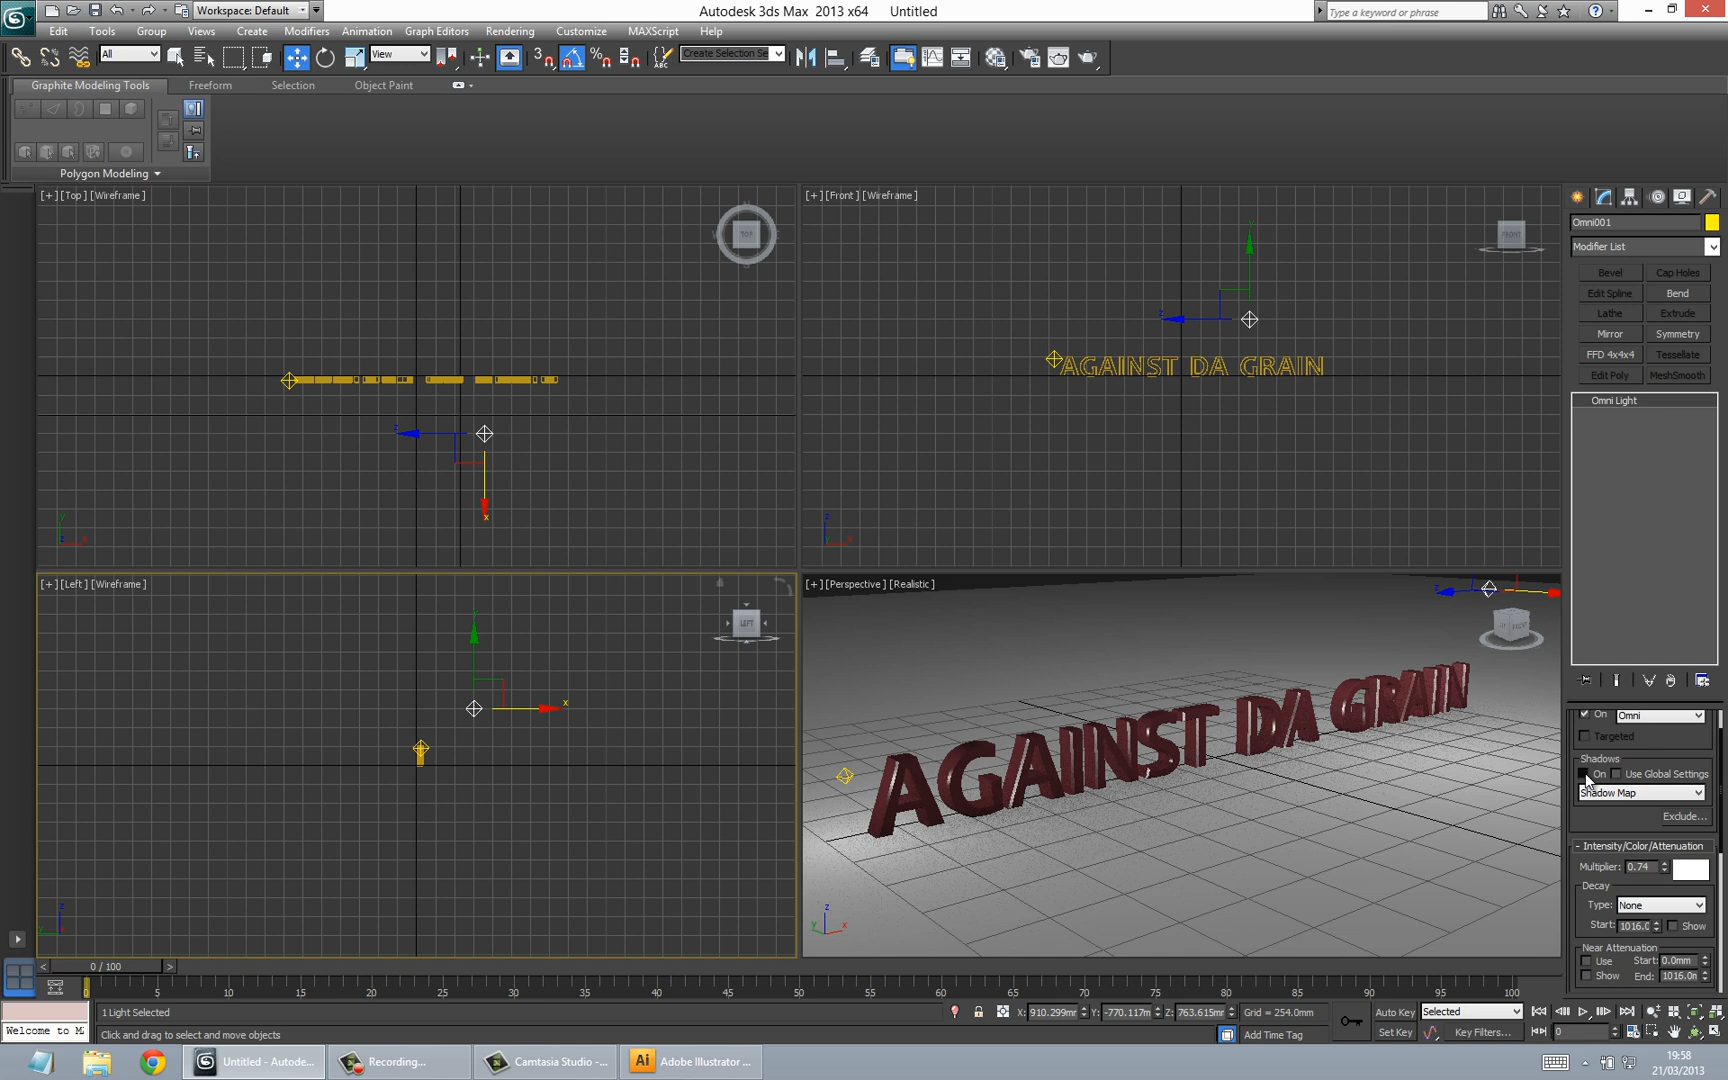 Workspace: Default
Autodesk 3ds Max 2013 x64 Untitled
Type a keyword or phrase
Edit Tools Group Views Create Modifiers Animation Graph Editors Rendering Customize MAXScript Help
All
View
3
%
ABC
Create Selection Se
Graphite Modeling Tools Freeform Selection Object Paint
Polygon Modeling
[+][Top][Wireframe]
TOP
[+][Front][Wireframe]
FRONT
AGAINST DA GRAIN
[+][Left][Wireframe]
LEFT
[+][Perspective][Realistic]
AGAINST DA GRAIN
Omni001
Modifier List
Bevel Cap Holes
Edit Spline Bend
Lathe Extrude
Mirror Symmetry
FFD 4x4x4 Tessellate
Edit Poly MeshSmooth
Omni Light
On Omni
Targeted
Shadows
On Use Global Settings
Shadow Map
Exclude...
- Intensity/Color/Attenuation
Multiplier: 0.74
Decay
Type: None
Start: 1016.0 Show
Near Attenuation
Use Start: 0.0mm
Show End: 1016.0m
< 0 / 100 >
0 5 10 15 20 25 30 35 40 45 50 55 60 65 70 75 80 85 90 95 100
1 Light Selected
X: 910.299mr Y: -770.117m Z: 763.615mr Grid = 254.0mm
Auto Key Selected
Welcome to M
Click and drag to select and move objects
Add Time Tag
Set Key Key Filters...
0
Untitled - Autode...
Recording...
Camtasia Studio -...
Ai Adobe Illustrator ...
19:58
21/03/2013